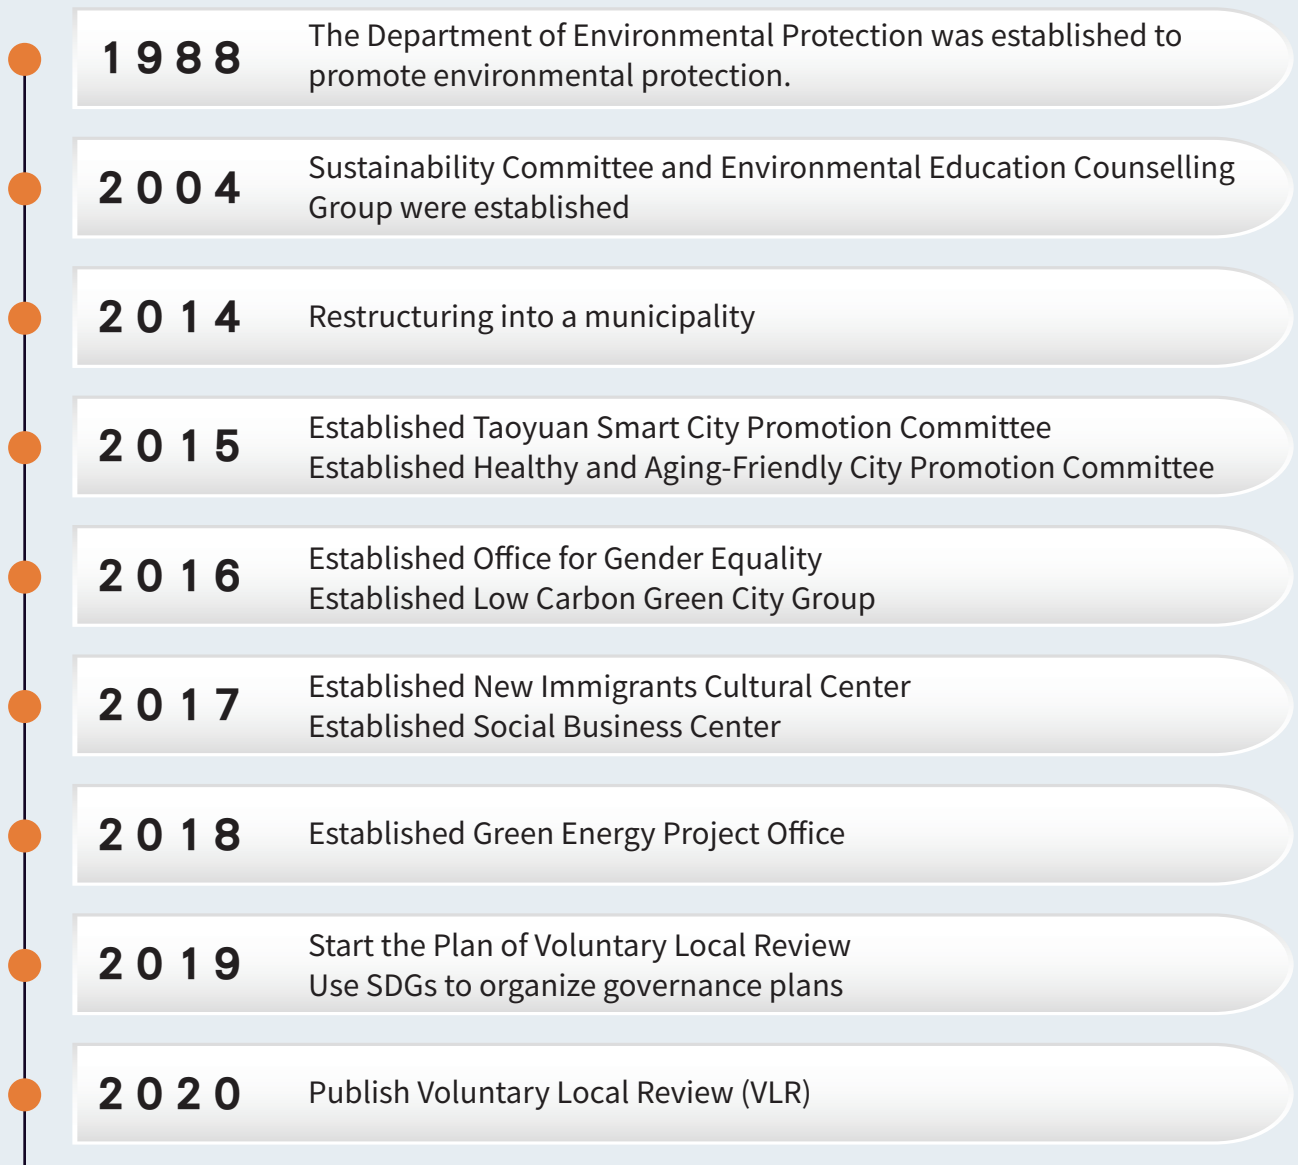 1988
The Department of Environmental Protection was established to
promote environmental protection.
2004
Sustainability Committee and Environmental Education Counselling
Group were established
2014
Restructuring into a municipality
2015
Established Taoyuan Smart City Promotion Committee
Established Healthy and Aging-Friendly City Promotion Committee
2016
Established Office for Gender Equality
Established Low Carbon Green City Group
2017
Established New Immigrants Cultural Center
Established Social Business Center
2018
Established Green Energy Project Office
2019
Start the Plan of Voluntary Local Review
Use SDGs to organize governance plans
2020
Publish Voluntary Local Review (VLR)